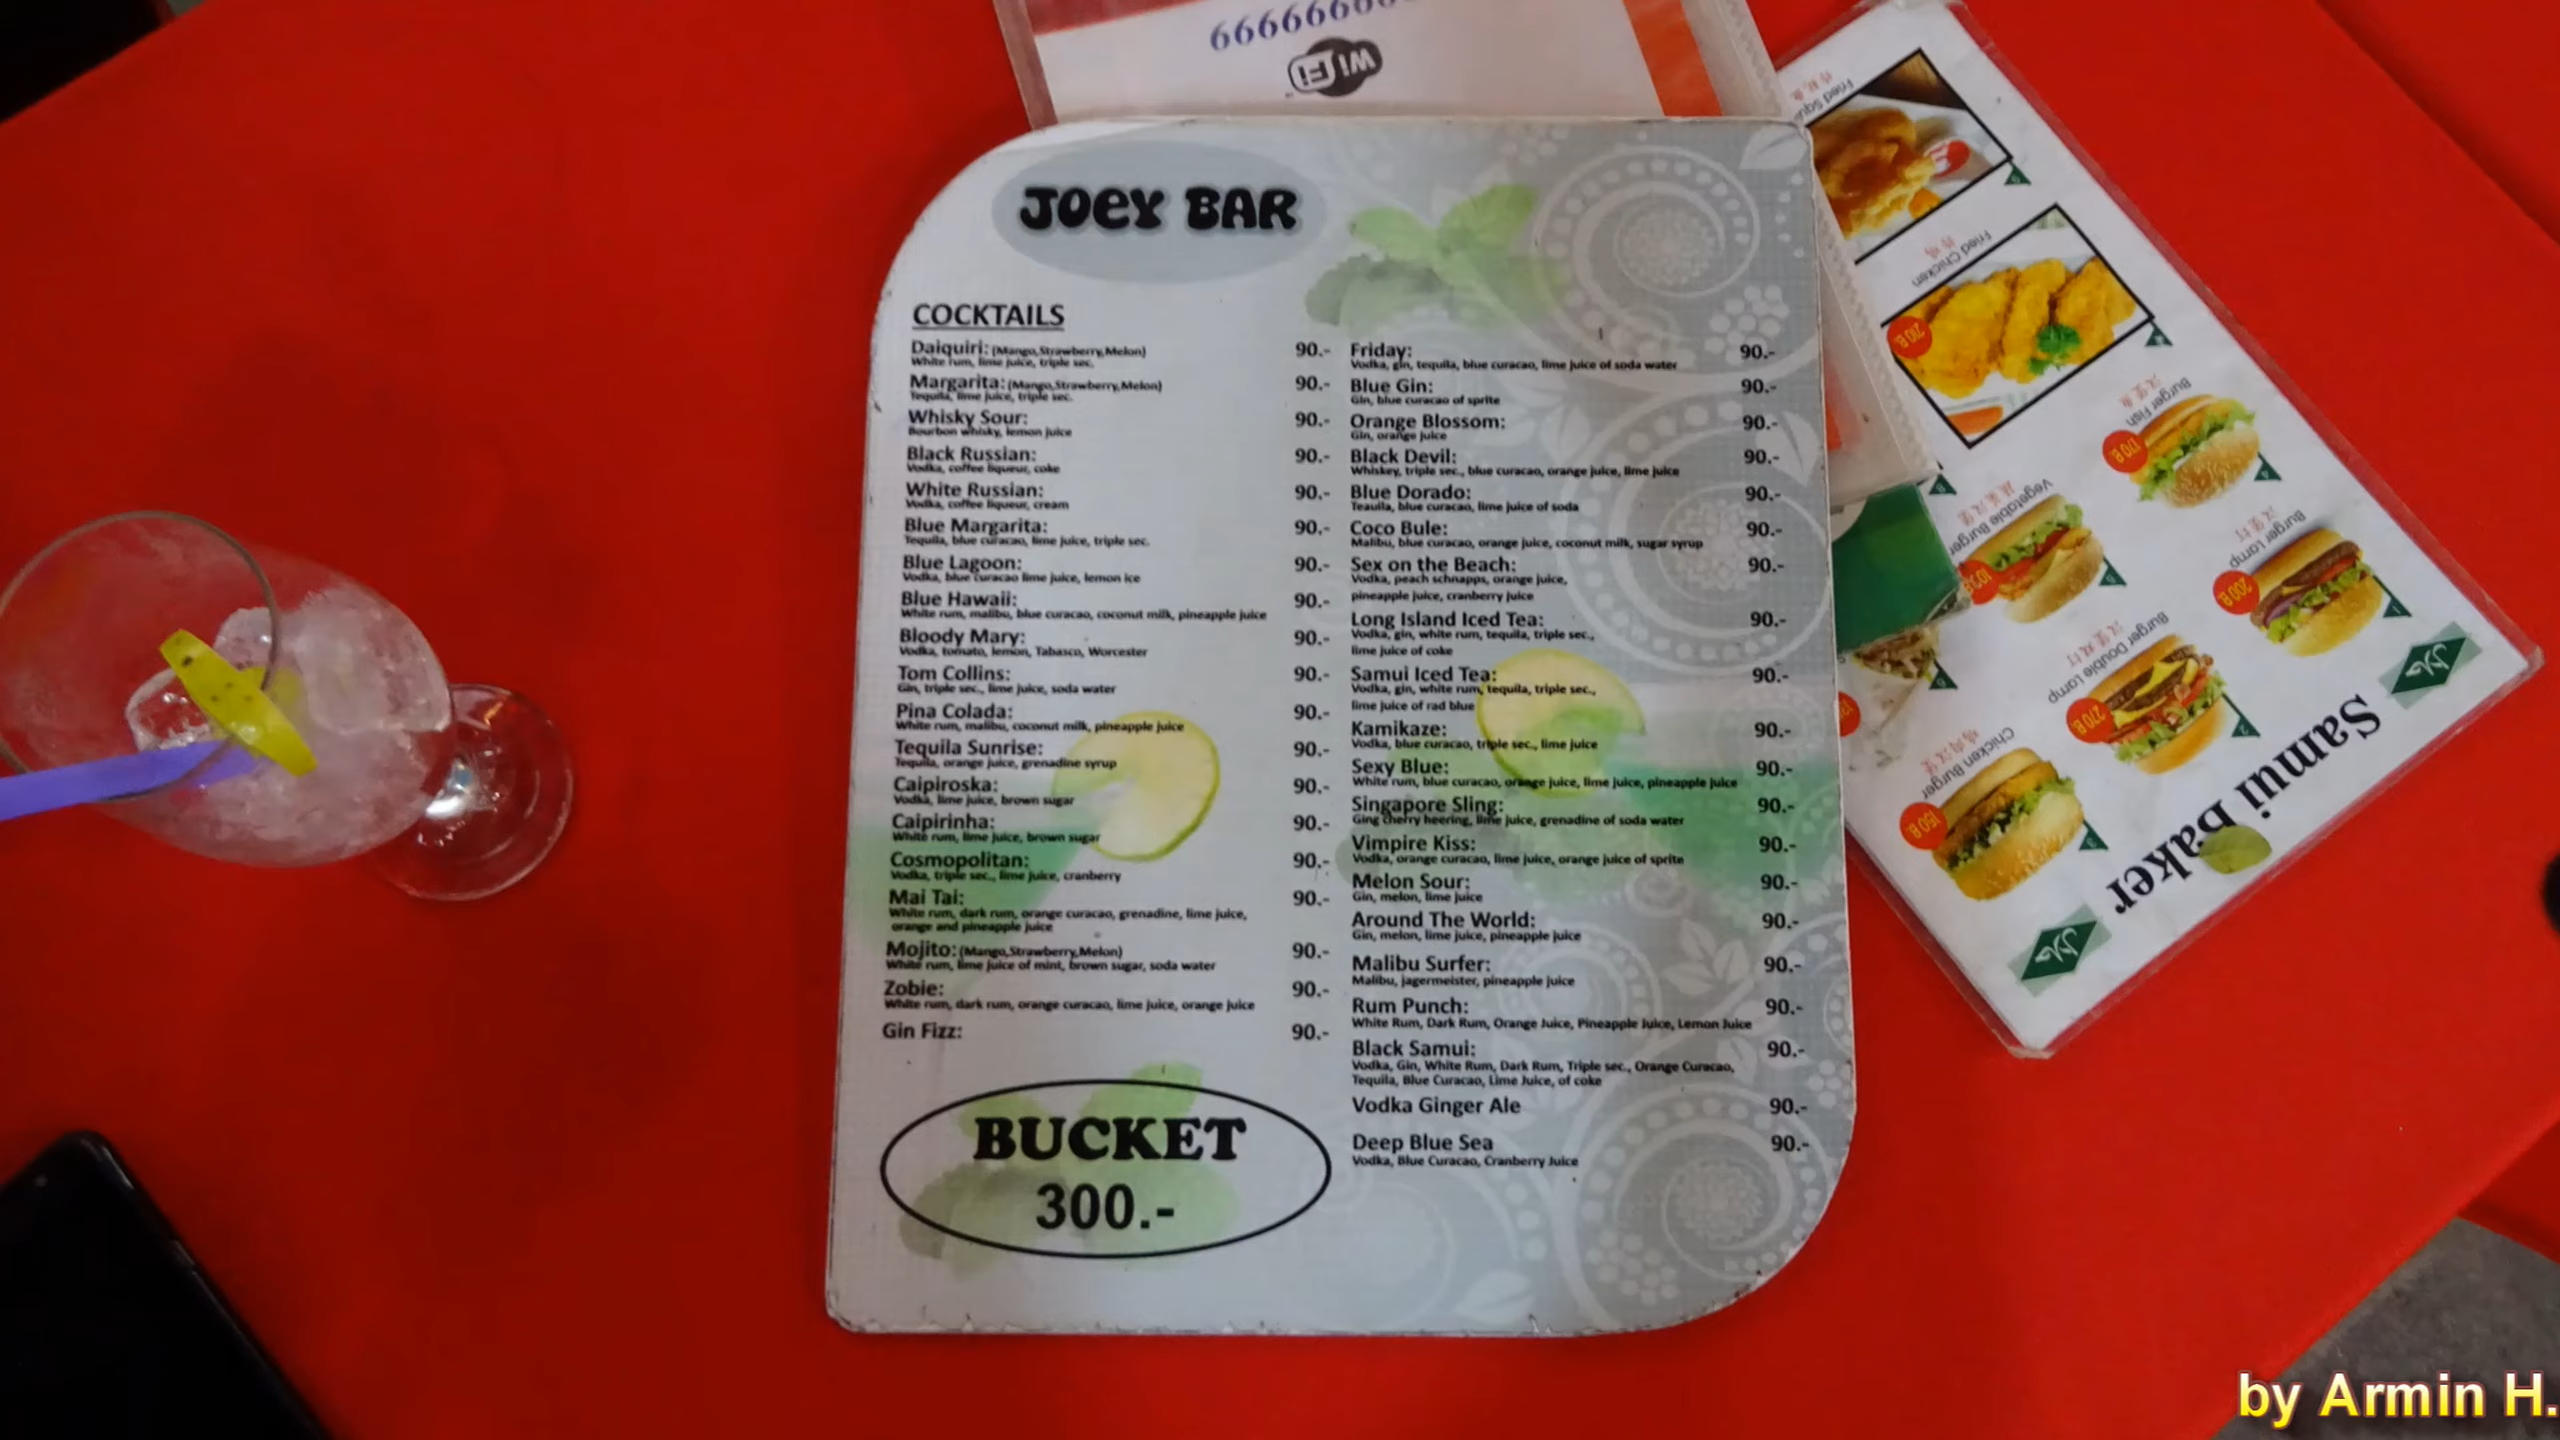 666666666
Wi Fi
JOEY BAR
COCKTAILS
Daiquiri: (Mango,Strawberry,Melon) 90.-
White rum, lime juice, triple sec.
Margarita: (Mango,Strawberry,Melon) 90.-
Tequila, lime juice, triple sec.
Whisky Sour: 90.-
Bourbon whisky, lemon juice
Black Russian: 90.-
Vodka, coffee liqueur, coke
White Russian: 90.-
Vodka, coffee liqueur, cream
Blue Margarita: 90.-
Tequila, blue curacao, lime juice, triple sec.
Blue Lagoon: 90.-
Vodka, blue curacao lime juice, lemon ice
Blue Hawaii: 90.-
White rum, malibu, blue curacao, coconut milk, pineapple juice
Bloody Mary: 90.-
Vodka, tomato, lemon, Tabasco, Worcester
Tom Collins: 90.-
Gin, triple sec., lime juice, soda water
Pina Colada: 90.-
White rum, malibu, coconut milk, pineapple juice
Tequila Sunrise: 90.-
Tequila, orange juice, grenadine syrup
Caipiroska: 90.-
Vodka, lime juice, brown sugar
Caipirinha: 90.-
White rum, lime juice, brown sugar
Cosmopolitan: 90.-
Vodka, triple sec., lime juice, cranberry
Mai Tai: 90.-
White rum, dark rum, orange curacao, grenadine, lime juice,
orange and pineapple juice
Mojito: (Mango,Strawberry,Melon) 90.-
White rum, lime juice of mint, brown sugar, soda water
Zobie: 90.-
White rum, dark rum, orange curacao, lime juice, orange juice
Gin Fizz: 90.-
BUCKET
300.-
Friday: 90.-
Vodka, gin, tequila, blue curacao, lime juice of soda water
Blue Gin: 90.-
Gin, blue curacao of sprite
Orange Blossom: 90.-
Gin, orange juice
Black Devil: 90.-
Whiskey, triple sec., blue curacao, orange juice, lime juice
Blue Dorado: 90.-
Teauila, blue curacao, lime juice of soda
Coco Bule: 90.-
Malibu, blue curacao, orange juice, coconut milk, sugar syrup
Sex on the Beach: 90.-
Vodka, peach schnapps, orange juice,
pineapple juice, cranberry juice
Long Island Iced Tea: 90.-
Vodka, gin, white rum, tequila, triple sec.,
lime juice of coke
Samui Iced Tea: 90.-
Vodka, gin, white rum, tequila, triple sec.,
lime juice of rad blue
Kamikaze: 90.-
Vodka, blue curacao, triple sec., lime juice
Sexy Blue: 90.-
White rum, blue curacao, orange juice, lime juice, pineapple juice
Singapore Sling: 90.-
Ging cherry heering, lime juice, grenadine of soda water
Vimpire Kiss: 90.-
Vodka, orange curacao, lime juice, orange juice of sprite
Melon Sour: 90.-
Gin, melon, lime juice
Around The World: 90.-
Gin, melon, lime juice, pineapple juice
Malibu Surfer: 90.-
Malibu, jagermeister, pineapple juice
Rum Punch: 90.-
White Rum, Dark Rum, Orange Juice, Pineapple Juice, Lemon Juice
Black Samui: 90.-
Vodka, Gin, White Rum, Dark Rum, Triple sec., Orange Curacao,
Tequila, Blue Curacao, Lime Juice, of coke
Vodka Ginger Ale 90.-
Deep Blue Sea 90.-
Vodka, Blue Curacao, Cranberry Juice
Samui baker
1
Burger Lamp
200 B.
2
Burger Double Lamp
270 B.
3
Chicken Burger
150 B.
4
Burger Fish
170 B.
5
Vegetable Burger
Fried Chicken
210 B.
Fried Squ
by Armin H.